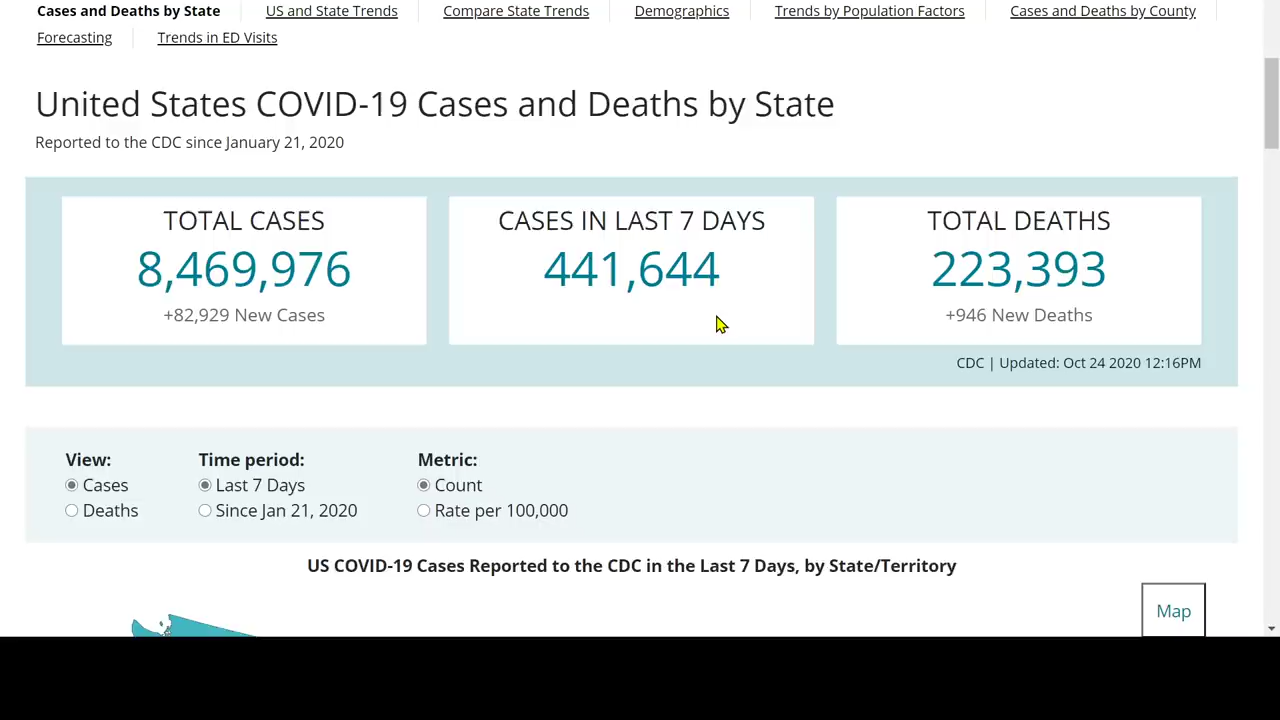 Cases and Deaths by State US and State Trends Compare State Trends Demographics Trends by Population Factors Cases and Deaths by County
Forecasting Trends in ED Visits
United States COVID-19 Cases and Deaths by State
Reported to the CDC since January 21, 2020
TOTAL CASES
8,469,976
+82,929 New Cases
CASES IN LAST 7 DAYS
441,644
TOTAL DEATHS
223,393
+946 New Deaths
CDC | Updated: Oct 24 2020 12:16PM
View:
Cases
Deaths
Time period:
Last 7 Days
Since Jan 21, 2020
Metric:
Count
Rate per 100,000
US COVID-19 Cases Reported to the CDC in the Last 7 Days, by State/Territory
Map